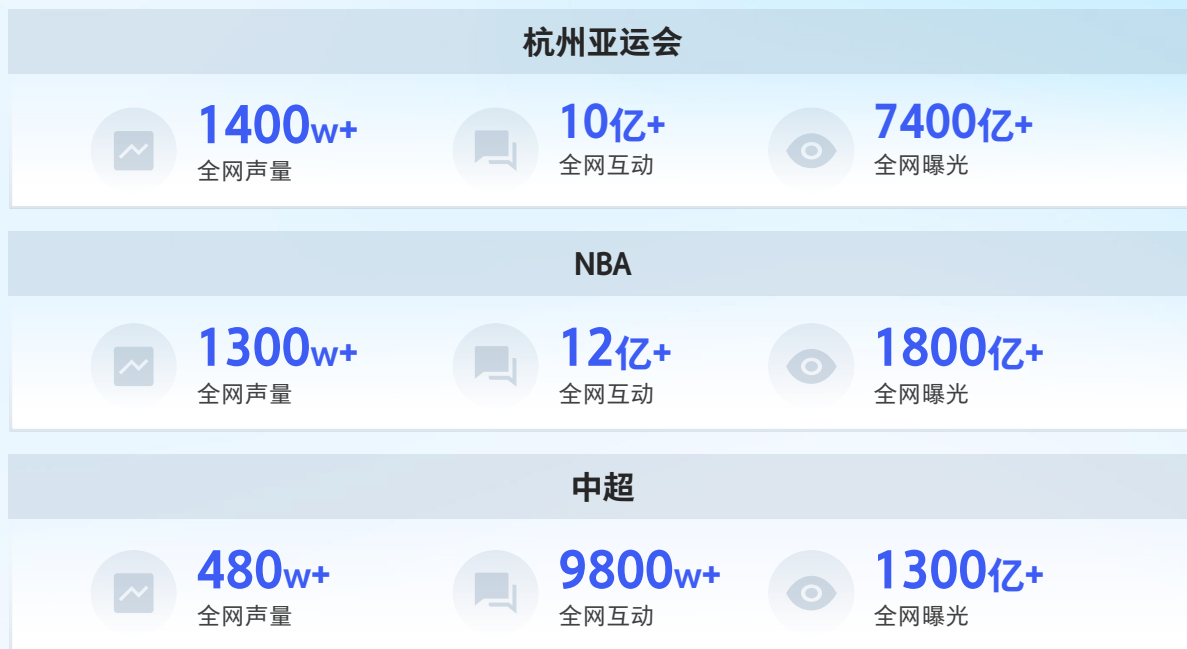 杭州亚运会
1400w+ 10亿+ 7400亿+
全网声量 全网互动 全网曝光
NBA
1300w+ 12亿+ 1800亿+
全网声量 全网互动 全网曝光
中超
480w+ 9800w+ 1300亿+
全网声量 全网互动 全网曝光